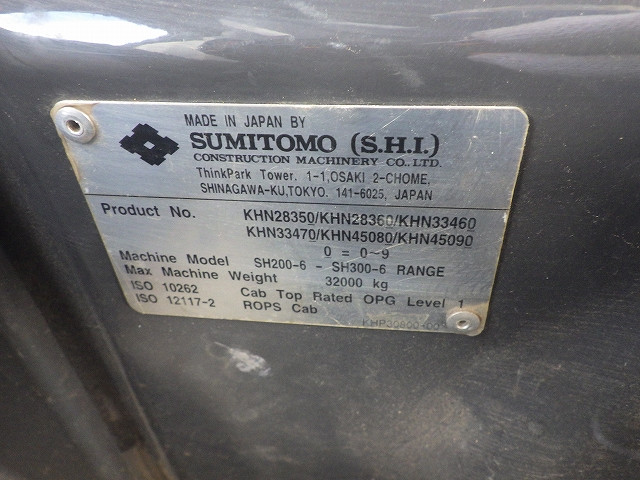 MADE IN JAPAN BY
SUMITOMO (S.H.I.)
CONSTRUCTION MACHINERY CO., LTD.
ThinkPark Tower, 1-1,OSAKI 2-CHOME,
SHINAGAWA-KU,TOKYO. 141-6025, JAPAN
Product No. KHN28350/KHN28360/KHN33460
KHN33470/KHN45080/KHN45090
0 = 0~9
Machine Model SH200-6 - SH300-6 RANGE
Max Machine Weight 32000 kg
ISO 10262 Cab Top Rated OPG Level 1
ISO 12117-2 ROPS Cab